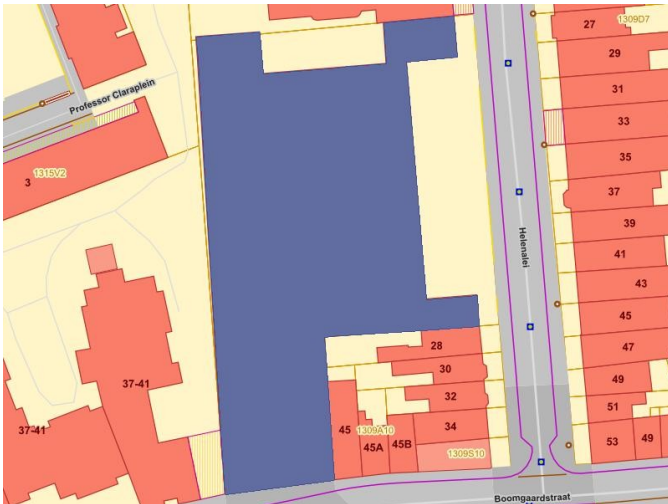 27
1309D7
29
31
33
35
37
39
41
43
45
47
49
51
53
49
Professor Claraplein
3
1315V2
Helenalei
37-41
37-41
28
30
32
34
45
1309A10
45A
45B
1309S10
Boomgaardstraat